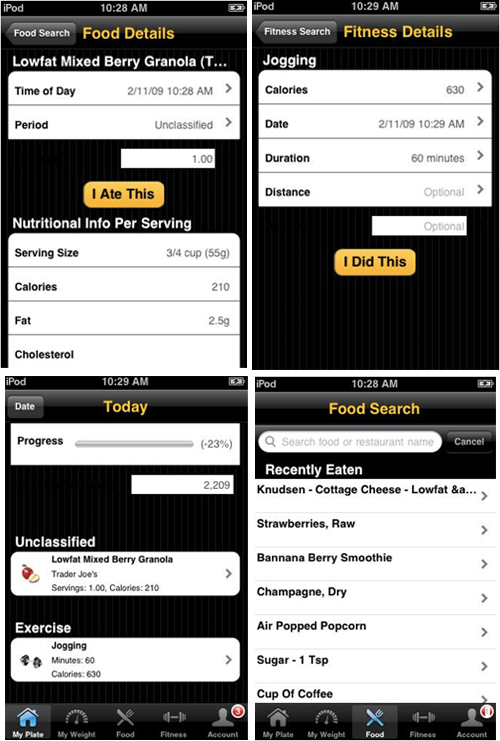 iPod 10:28 AM
Food Search Food Details
Lowfat Mixed Berry Granola (T...
Time of Day 2/11/09 10:28 AM
Period Unclassified
1.00
I Ate This
Nutritional Info Per Serving
Serving Size 3/4 cup (55g)
Calories 210
Fat 2.5g
Cholesterol
iPod 10:29 AM
Fitness Search Fitness Details
Jogging
Calories 630
Date 2/11/09 10:29 AM
Duration 60 minutes
Distance Optional
Optional
I Did This
iPod 10:29 AM
Date Today
Progress (-23%)
2,209
Unclassified
Lowfat Mixed Berry Granola
Trader Joe's
Servings: 1.00, Calories: 210
Exercise
Jogging
Minutes: 60
Calories: 630
3
My Plate My Weight Food Fitness Account
iPod 10:28 AM
Food Search
Search food or restaurant name Cancel
Recently Eaten
Knudsen - Cottage Cheese - Lowfat &a...
Strawberries, Raw
Bannana Berry Smoothie
Champagne, Dry
Air Popped Popcorn
Sugar - 1 Tsp
Cup Of Coffee
My Plate My Weight Food Fitness Account